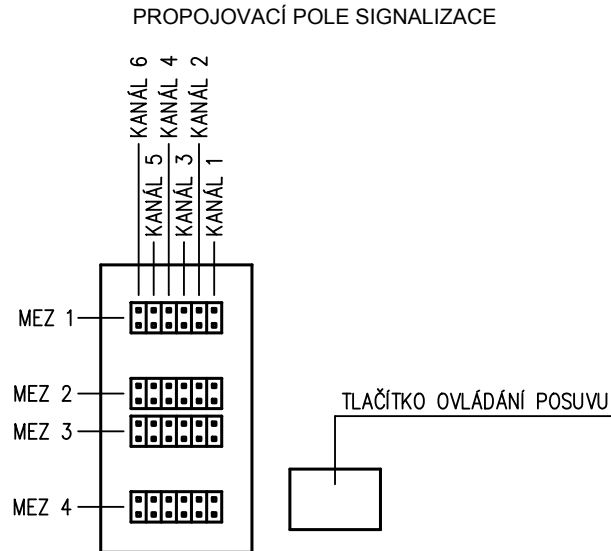 PROPOJOVACÍ POLE SIGNALIZACE
KANÁL 6
KANÁL 5
KANÁL 4
KANÁL 3
KANÁL 2
KANÁL 1
MEZ 1
MEZ 2
MEZ 3
MEZ 4
TLAČÍTKO OVLÁDÁNÍ POSUVU